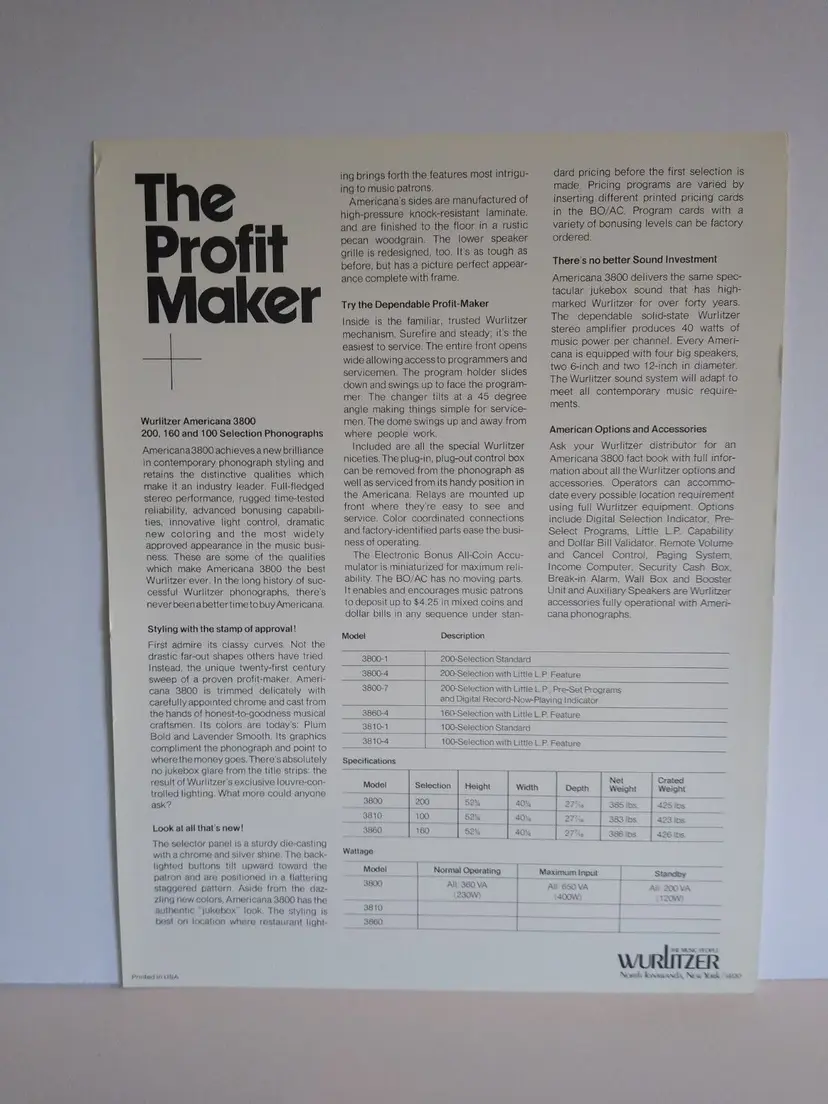 The
Profit
Maker
Wurlitzer Americana 3800
200, 160 and 100 Selection Phonographs
Americana 3800 achieves a new brilliance
in contemporary phonograph styling and
retains the distinctive qualities which
make it an industry leader. Full-fledged
stereo performance, rugged time-tested
reliability, advanced bonusing capabili-
ties, innovative light control, dramatic
new coloring and the most widely
approved appearance in the music busi-
ness. These are some of the qualities
which make Americana 3800 the best
Wurlitzer ever. In the long history of suc-
cessful Wurlitzer phonographs, there's
never been a better time to buy Americana.
Styling with the stamp of approval!
First admire its classy curves. Not the
drastic far-out shapes others have tried.
Instead, the unique twenty-first century
sweep of a proven profit-maker. Ameri-
cana 3800 is trimmed delicately with
carefully appointed chrome and cast from
the hands of honest-to-goodness musical
craftsmen. Its colors are today's: Plum
Bold and Lavender Smooth. Its graphics
compliment the phonograph and point to
where the money goes. There's absolutely
no jukebox glare from the title strips: the
result of Wurlitzer's exclusive louvre-con-
trolled lighting. What more could anyone
ask?
Look at all that's new!
The selector panel is a sturdy die-casting
with a chrome and silver shine. The back-
lighted buttons tilt upward toward the
patron and are positioned in a flattering
staggered pattern. Aside from the daz-
zling new colors, Americana 3800 has the
authentic "jukebox" look. The styling is
best on location where restaurant light-
ing brings forth the features most intrigu-
ing to music patrons.
Americana's sides are manufactured of
high-pressure knock-resistant laminate,
and are finished to the floor in a rustic
pecan woodgrain. The lower speaker
grille is redesigned, too. It's as tough as
before, but has a picture perfect appear-
ance complete with frame.
Try the Dependable Profit-Maker
Inside is the familiar, trusted Wurlitzer
mechanism. Surefire and steady; it's the
easiest to service. The entire front opens
wide allowing access to programmers and
servicemen. The program holder slides
down and swings up to face the program-
mer. The changer tilts at a 45 degree
angle making things simple for service-
men. The dome swings up and away from
where people work.
Included are all the special Wurlitzer
niceties. The plug-in, plug-out control box
can be removed from the phonograph as
well as serviced from its handy position in
the Americana. Relays are mounted up
front where they're easy to see and
service. Color coordinated connections
and factory-identified parts ease the busi-
ness of operating.
The Electronic Bonus All-Coin Accu-
mulator is miniaturized for maximum reli-
ability. The BO/AC has no moving parts.
It enables and encourages music patrons
to deposit up to $4.25 in mixed coins and
dollar bills in any sequence under stan-
dard pricing before the first selection is
made. Pricing programs are varied by
inserting different printed pricing cards
in the BO/AC. Program cards with a
variety of bonusing levels can be factory
ordered.
There's no better Sound Investment
Americana 3800 delivers the same spec-
tacular jukebox sound that has high-
marked Wurlitzer for over forty years.
The dependable solid-state Wurlitzer
stereo amplifier produces 40 watts of
music power per channel. Every Ameri-
cana is equipped with four big speakers,
two 6-inch and two 12-inch in diameter.
The Wurlitzer sound system will adapt to
meet all contemporary music require-
ments.
American Options and Accessories
Ask your Wurlitzer distributor for an
Americana 3800 fact book with full infor-
mation about all the Wurlitzer options and
accessories. Operators can accommo-
date every possible location requirement
using full Wurlitzer equipment. Options
include Digital Selection Indicator, Pre-
Select Programs, Little L.P. Capability
and Dollar Bill Validator. Remote Volume
and Cancel Control, Paging System,
Income Computer, Security Cash Box,
Break-in Alarm, Wall Box and Booster
Unit and Auxiliary Speakers are Wurlitzer
accessories fully operational with Ameri-
cana phonographs.
Model Description
3800-1 200-Selection Standard
3800-4 200-Selection with Little L.P. Feature
3800-7 200-Selection with Little L.P., Pre-Set Programs
and Digital Record-Now-Playing Indicator
3860-4 160-Selection with Little L.P. Feature
3810-1 100-Selection Standard
3810-4 100-Selection with Little L.P. Feature
Specifications
Model Selection Height Width Depth Net Weight Crated Weight
3800 200 385 lbs. 425 lbs.
3810 100 383 lbs. 423 lbs.
3860 160 386 lbs. 426 lbs.
Wattage
Model Normal Operating Maximum Input Standby
3800 All: 360 VA All: 650 VA All: 200 VA
(230W) (400W) (120W)
3810
3860
THE MUSIC PEOPLE
WURLITZER
North Tonawanda, New York
Printed in USA